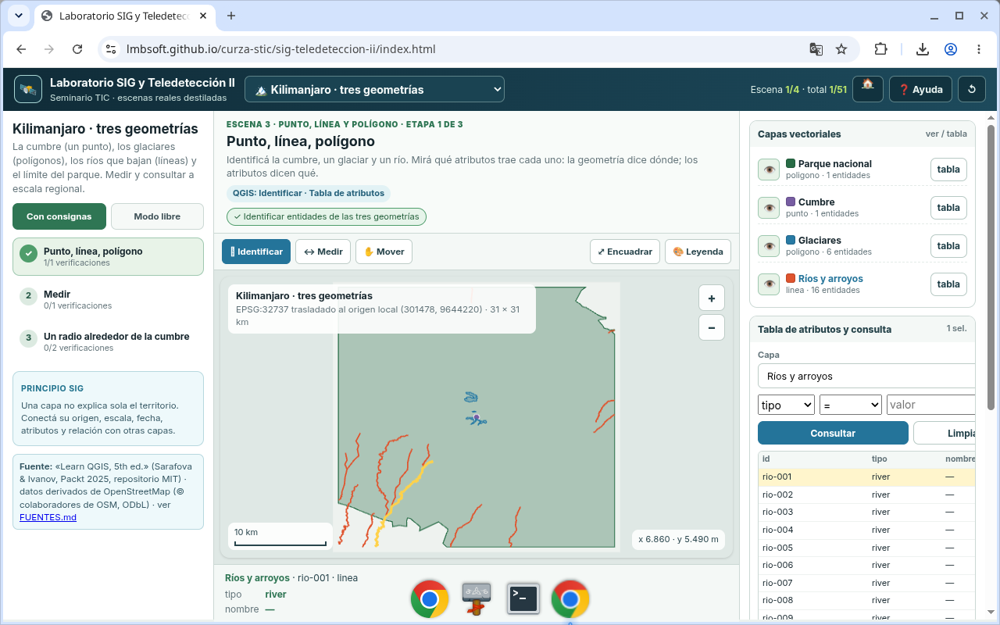 Laboratorio SIG y Teledetecc
lmbsoft.github.io/curza-stic/sig-teledeteccion-ii/index.html
Laboratorio SIG y Teledetección II
Seminario TIC · escenas reales destiladas
Kilimanjaro · tres geometrías
Escena 1/4 · total 1/51
Ayuda
Kilimanjaro · tres geometrías
La cumbre (un punto), los glaciares
(polígonos), los ríos que bajan (líneas) y
el límite del parque. Medir y consultar a
escala regional.
Con consignas
Modo libre
Punto, línea, polígono
1/1 verificaciones
2
Medir
0/1 verificaciones
3
Un radio alrededor de la cumbre
0/2 verificaciones
PRINCIPIO SIG
Una capa no explica sola el territorio.
Conectá su origen, escala, fecha,
atributos y relación con otras capas.
Fuente: «Learn QGIS, 5th ed.» (Sarafova
& Ivanov, Packt 2025, repositorio MIT) ·
datos derivados de OpenStreetMap (©
colaboradores de OSM, ODbL) · ver
FUENTES.md
ESCENA 3 · PUNTO, LÍNEA Y POLÍGONO · ETAPA 1 DE 3
Punto, línea, polígono
Identificá la cumbre, un glaciar y un río. Mirá qué atributos trae cada uno: la geometría dice dónde; los
atributos dicen qué.
QGIS: Identificar · Tabla de atributos
✓ Identificar entidades de las tres geometrías
Identificar
↔ Medir
Mover
⤢ Encuadrar
Leyenda
Kilimanjaro · tres geometrías
EPSG:32737 trasladado al origen local (301478, 9644220) · 31 × 31
km
+
−
10 km
x 6.860 · y 5.490 m
Ríos y arroyos · rio-001 · linea
tipo river
nombre —
Capas vectoriales
ver / tabla
Parque nacional
poligono · 1 entidades
tabla
Cumbre
punto · 1 entidades
tabla
Glaciares
poligono · 6 entidades
tabla
Ríos y arroyos
linea · 16 entidades
tabla
Tabla de atributos y consulta
1 sel.
Capa
Ríos y arroyos
tipo
=
valor
Consultar
Limpia
id tipo nombre
rio-001 river —
rio-002 river —
rio-003 river —
rio-004 river —
rio-005 river —
rio-006 river —
rio-007 river —
rio-008 river —
rio-009 river —